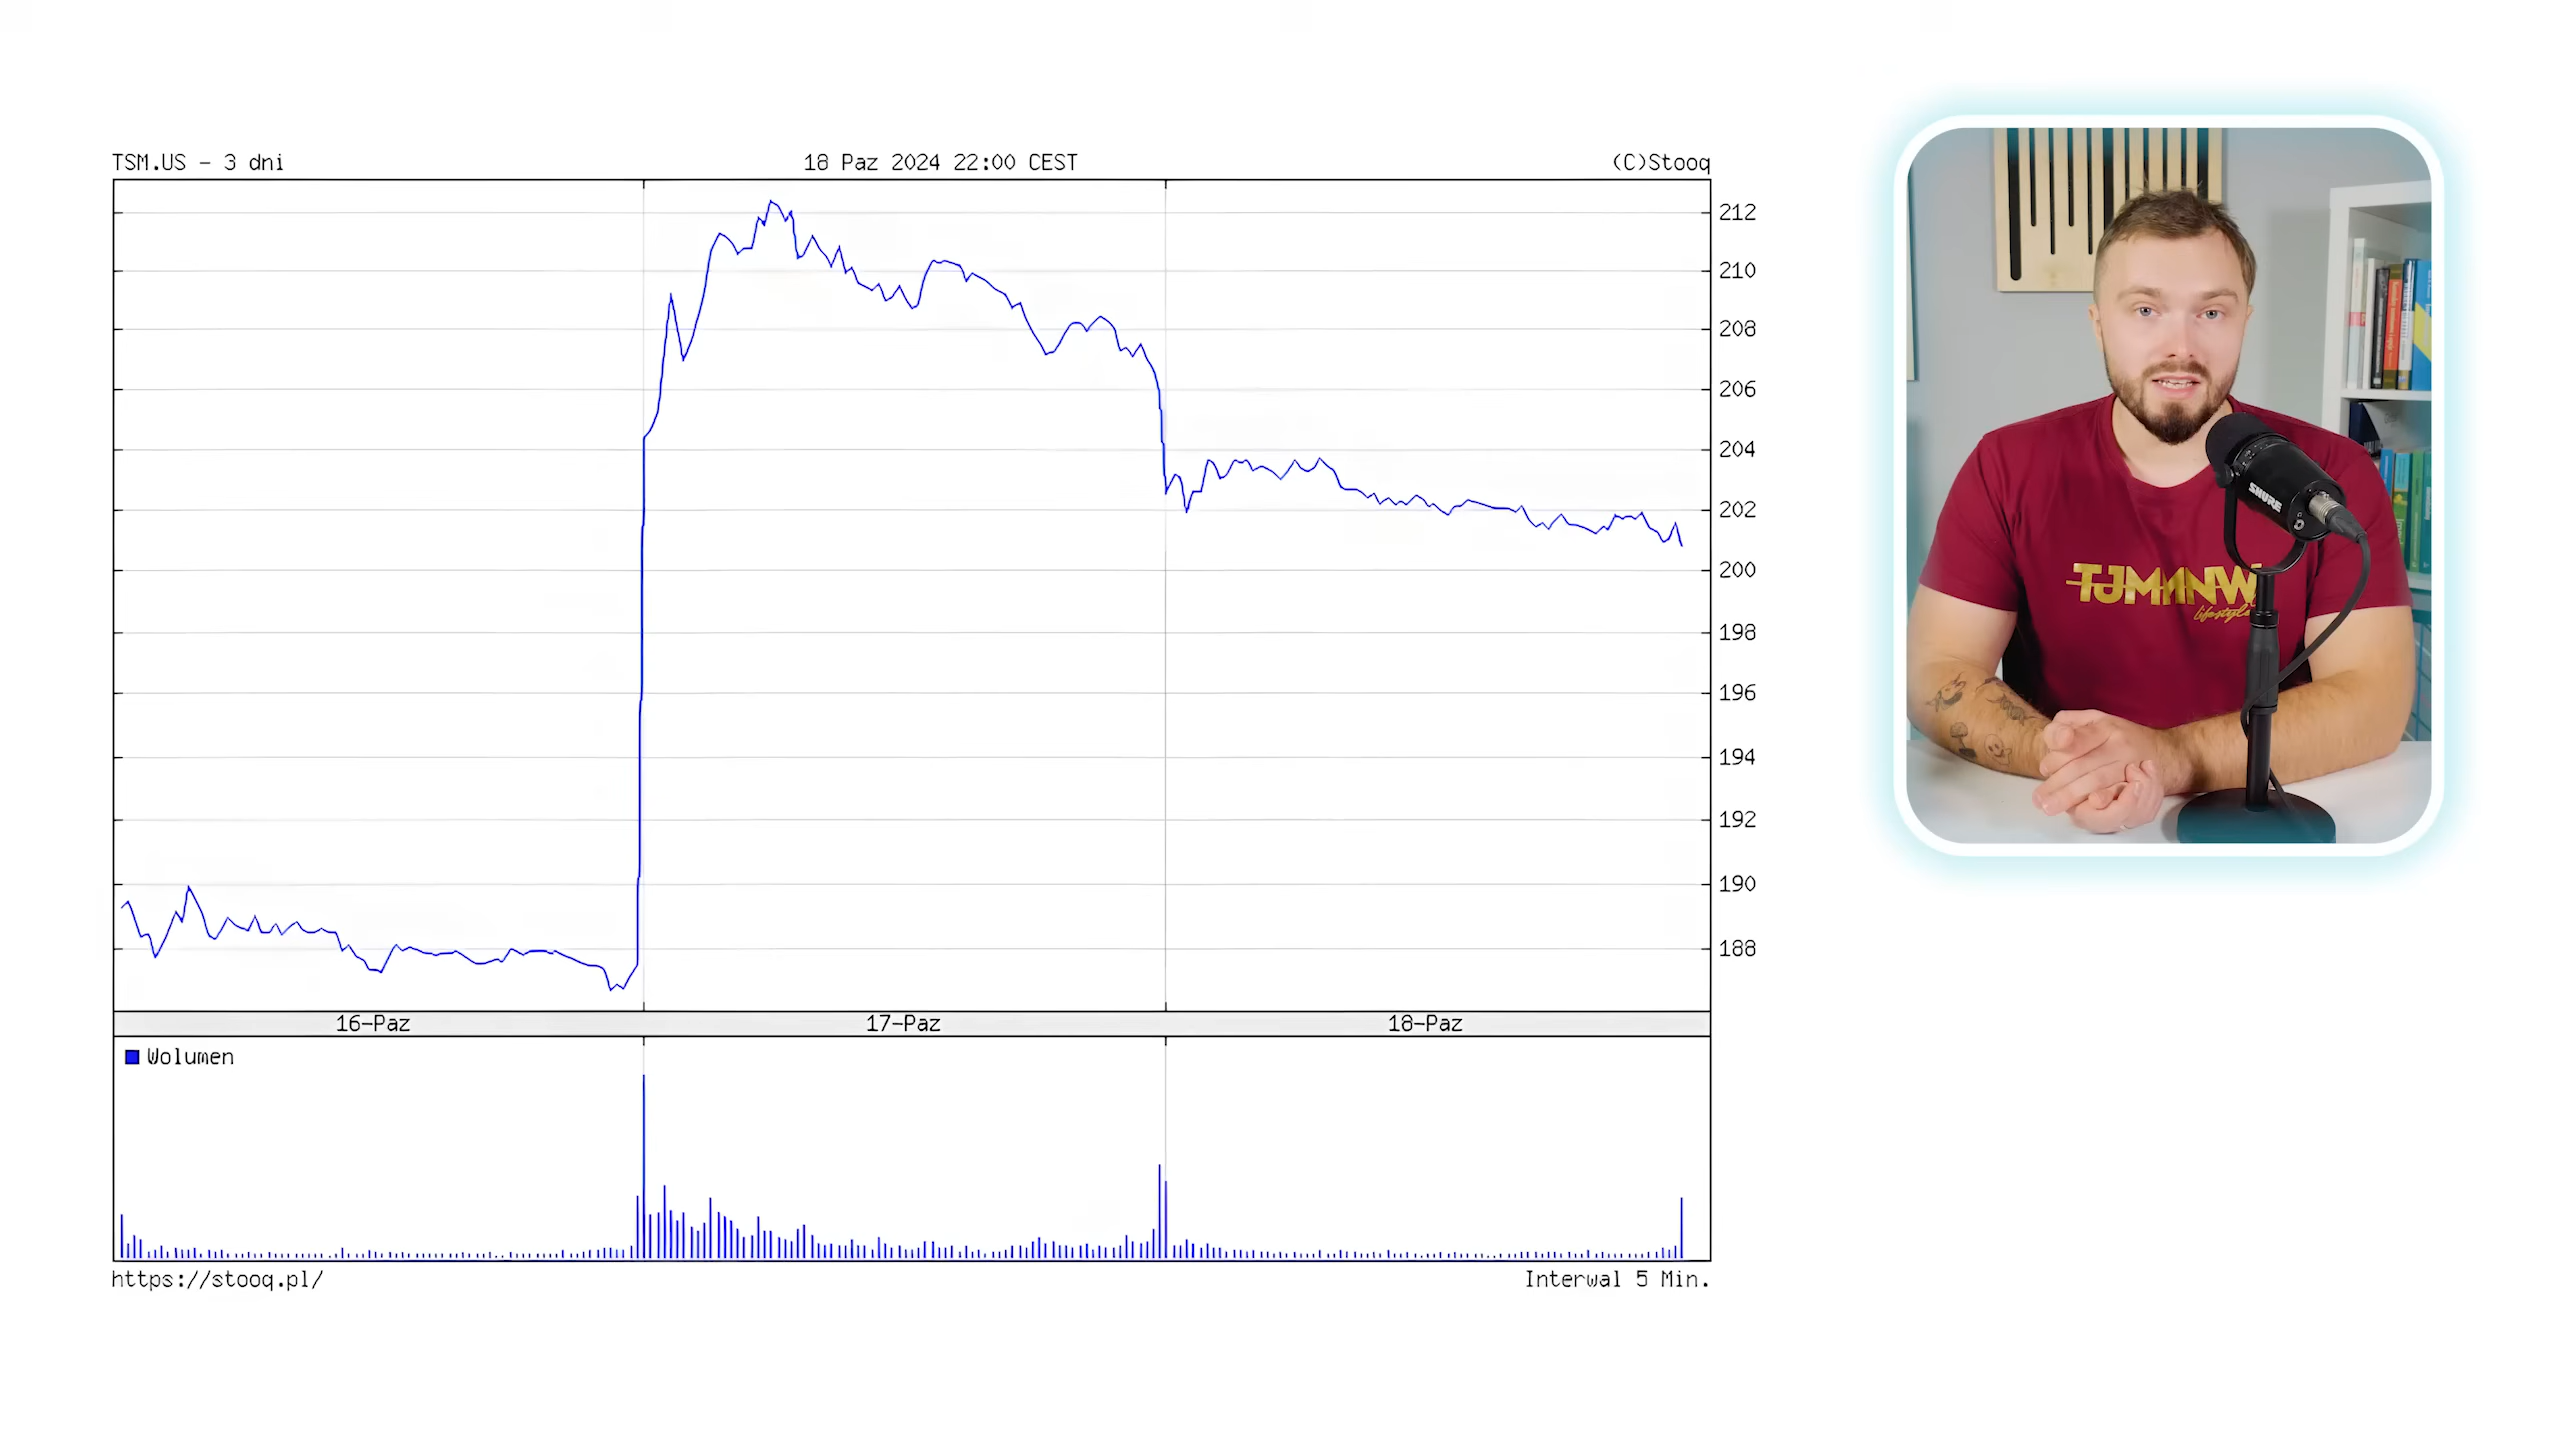 TSM.US - 3 dni
18 Paz 2024 22:00 CEST
(C)Stooq
212
210
208
206
204
202
200
198
196
194
192
190
188
16-Paz
17-Paz
18-Paz
Wolumen
https://stooq.pl/
Interwal 5 Min.
SHURE
TJMMNW
lifestyle